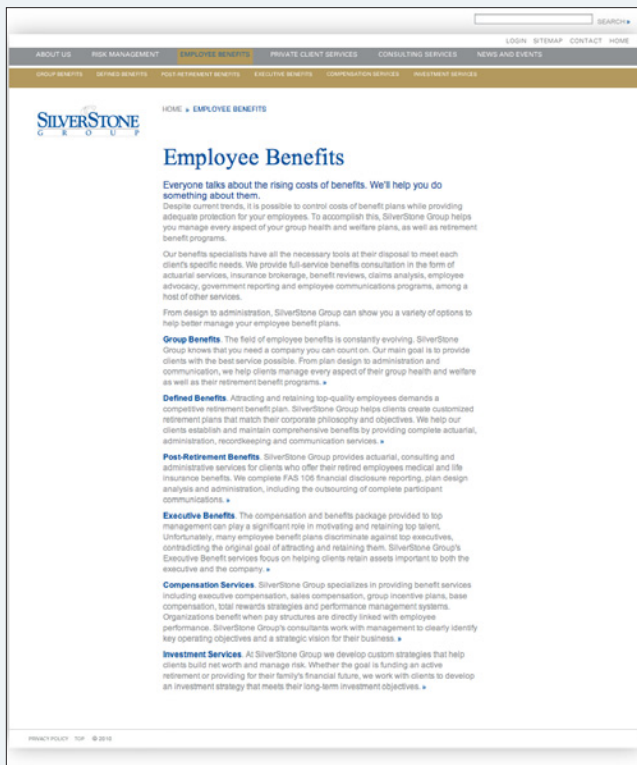 SEARCH »
LOGIN SITEMAP CONTACT HOME
ABOUT US RISK MANAGEMENT EMPLOYEE BENEFITS PRIVATE CLIENT SERVICES CONSULTING SERVICES NEWS AND EVENTS
GROUP BENEFITS DEFINED BENEFITS POST-RETIREMENT BENEFITS EXECUTIVE BENEFITS COMPENSATION SERVICES INVESTMENT SERVICES
SILVERSTONE
GROUP
HOME » EMPLOYEE BENEFITS
Employee Benefits
Everyone talks about the rising costs of benefits. We'll help you do
something about them.
Despite current trends, it is possible to control costs of benefit plans while providing
adequate protection for your employees. To accomplish this, SilverStone Group helps
you manage every aspect of your group health and welfare plans, as well as retirement
benefit programs.
Our benefits specialists have all the necessary tools at their disposal to meet each
client's specific needs. We provide full-service benefits consultation in the form of
actuarial services, insurance brokerage, benefit reviews, claims analysis, employee
advocacy, government reporting and employee communications programs, among a
host of other services.
From design to administration, SilverStone Group can show you a variety of options to
help better manage your employee benefit plans.
Group Benefits. The field of employee benefits is constantly evolving. SilverStone
Group knows that you need a company you can count on. Our main goal is to provide
clients with the best service possible. From plan design to administration and
communication, we help clients manage every aspect of their group health and welfare
as well as their retirement benefit programs. »
Defined Benefits. Attracting and retaining top-quality employees demands a
competitive retirement benefit plan. SilverStone Group helps clients create customized
retirement plans that match their corporate philosophy and objectives. We help our
clients establish and maintain comprehensive benefits by providing complete actuarial,
administration, recordkeeping and communication services. »
Post-Retirement Benefits. SilverStone Group provides actuarial, consulting and
administrative services for clients who offer their retired employees medical and life
insurance benefits. We complete FAS 106 financial disclosure reporting, plan design
analysis and administration, including the outsourcing of complete participant
communications. »
Executive Benefits. The compensation and benefits package provided to top
management can play a significant role in motivating and retaining top talent.
Unfortunately, many employee benefit plans discriminate against top executives,
contradicting the original goal of attracting and retaining them. SilverStone Group's
Executive Benefit services focus on helping clients retain assets important to both the
executive and the company. »
Compensation Services. SilverStone Group specializes in providing benefit services
including executive compensation, sales compensation, group incentive plans, base
compensation, total rewards strategies and performance management systems.
Organizations benefit when pay structures are directly linked with employee
performance. SilverStone Group's consultants work with management to clearly identify
key operating objectives and a strategic vision for their business. »
Investment Services. At SilverStone Group we develop custom strategies that help
clients build net worth and manage risk. Whether the goal is funding an active
retirement or providing for their family's financial future, we work with clients to develop
an investment strategy that meets their long-term investment objectives. »
PRIVACY POLICY TOP © 2010